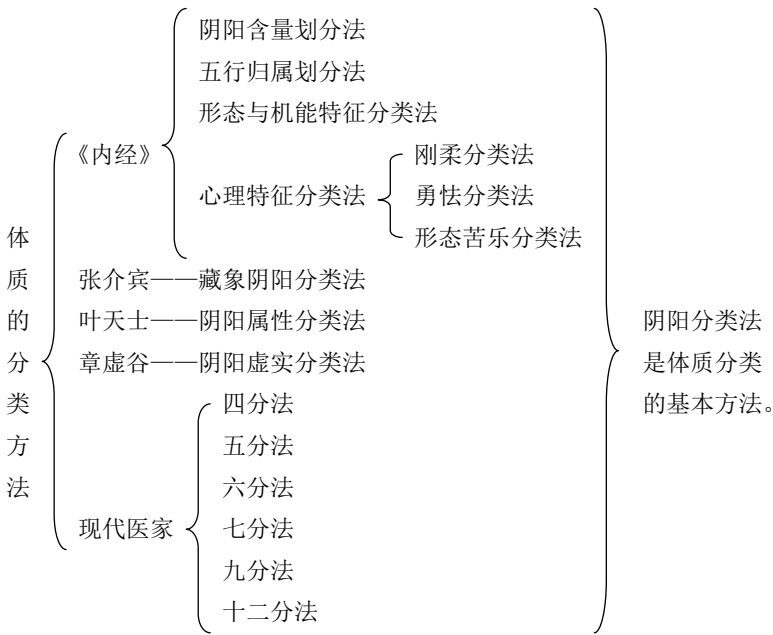 体质的分类方法
《内经》
阴阳含量划分法
五行归属划分法
形态与机能特征分类法
心理特征分类法
刚柔分类法
勇怯分类法
形态苦乐分类法
张介宾——藏象阴阳分类法
叶天士——阴阳属性分类法
章虚谷——阴阳虚实分类法
现代医家
四分法
五分法
六分法
七分法
九分法
十二分法
阴阳分类法
是体质分类
的基本方法。